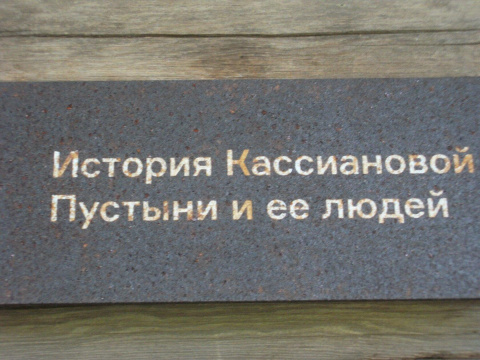 История Кассиановой
Пустыни и ее людей